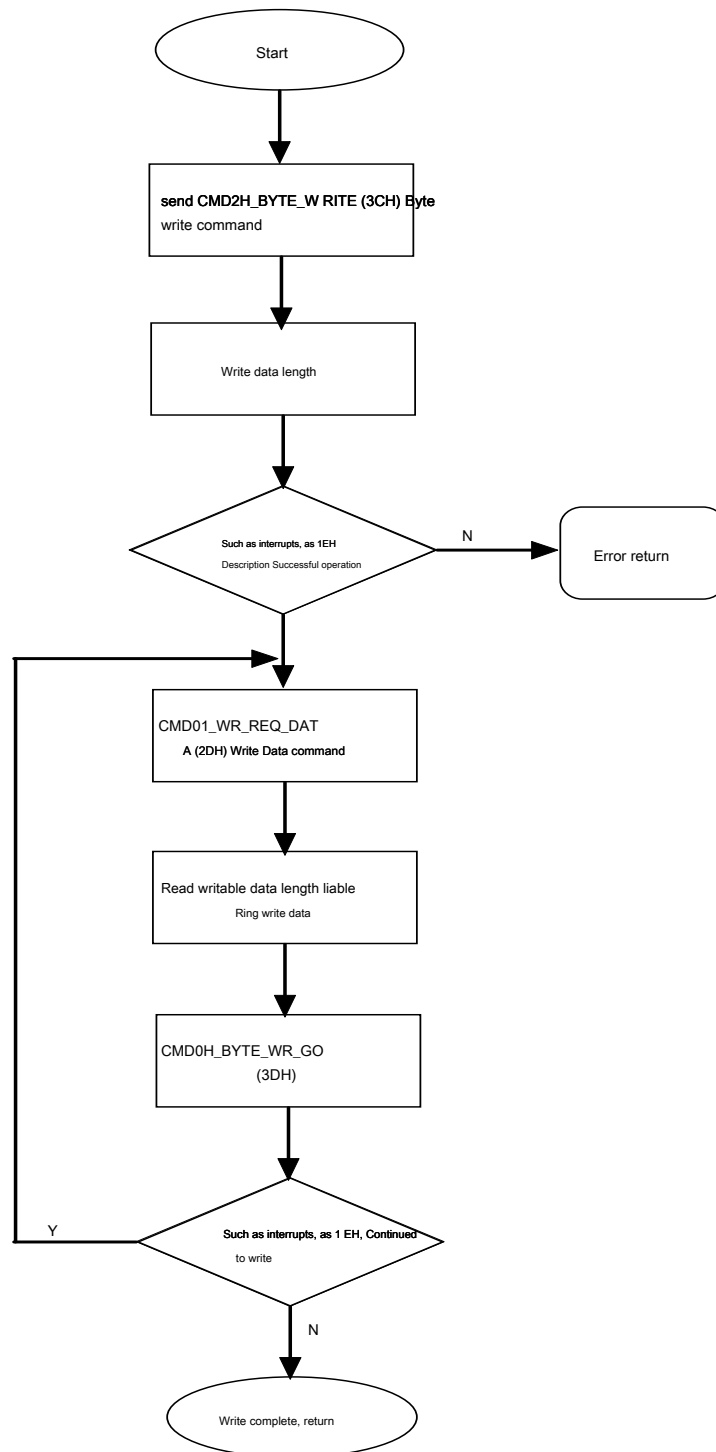 Start
send CMD2H_BYTE_W RITE (3CH) Byte
write command
Write data length
Such as interrupts, as 1EH
Description Successful operation
N
Error return
CMD01_WR_REQ_DAT
A (2DH) Write Data command
Read writable data length liable
Ring write data
CMD0H_BYTE_WR_GO
(3DH)
Such as interrupts, as 1 EH, Continued
to write
Y
N
Write complete, return